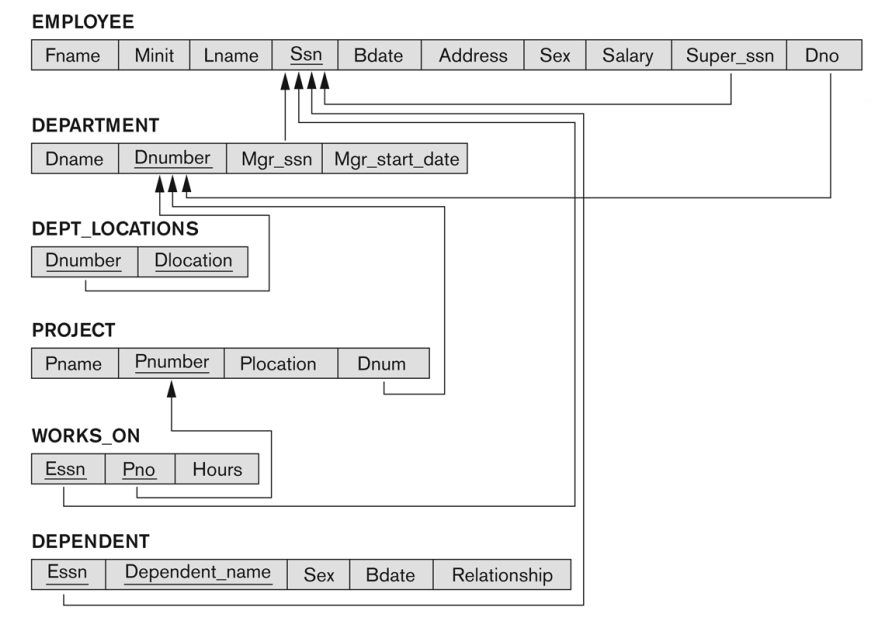 EMPLOYEE
Fname Minit Lname Ssn Bdate Address Sex Salary Super_ssn Dno
DEPARTMENT
Dname Dnumber Mgr_ssn Mgr_start_date
DEPT_LOCATIONS
Dnumber Dlocation
PROJECT
Pname Pnumber Plocation Dnum
WORKS_ON
Essn Pno Hours
DEPENDENT
Essn Dependent_name Sex Bdate Relationship